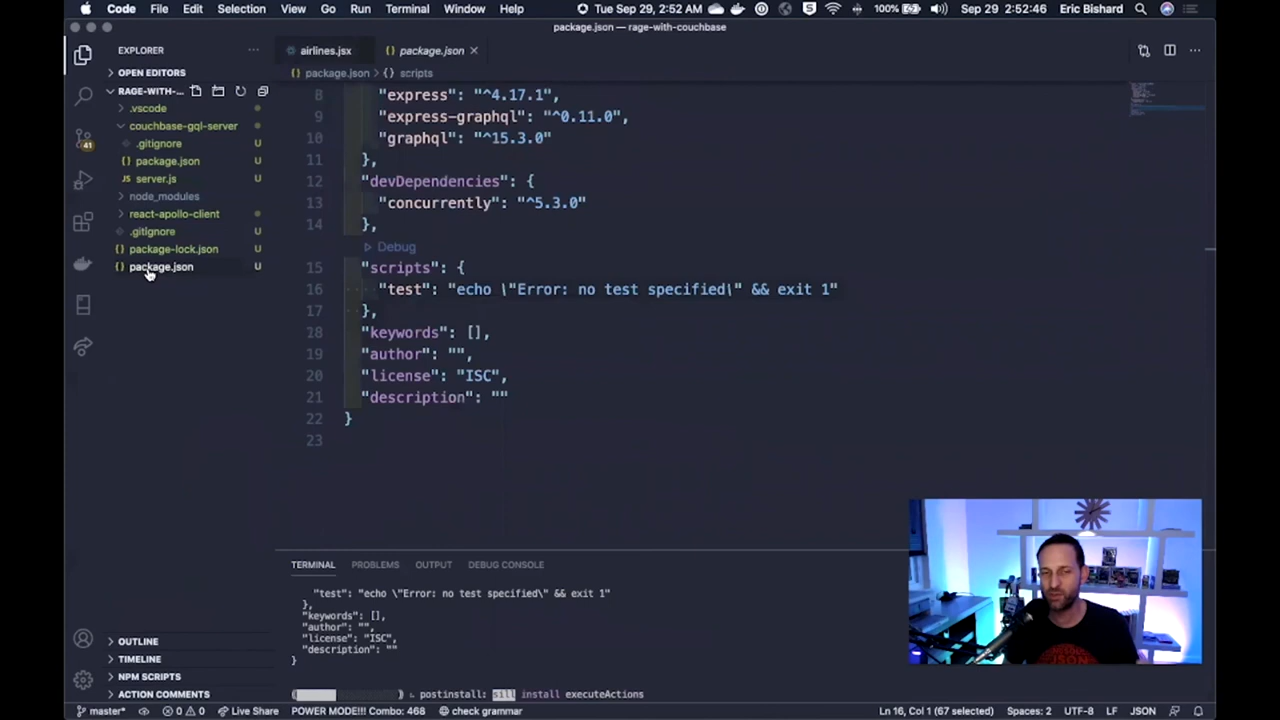 Code File Edit Selection View Go Run Terminal Window Help Tue Sep 29, 2:52 AM 100% Sep 29 2:52:46 Eric Bishard
package.json — rage-with-couchbase
EXPLORER
OPEN EDITORS
RAGE-WITH-...
.vscode
couchbase-gql-server
.gitignore U
{} package.json U
JS server.js U
node_modules
react-apollo-client
.gitignore U
{} package-lock.json U
{} package.json U
41
OUTLINE
TIMELINE
NPM SCRIPTS
ACTION COMMENTS
airlines.jsx {} package.json
{} package.json > {} scripts
8 "express": "^4.17.1",
9 "express-graphql": "^0.11.0",
10 "graphql": "^15.3.0"
11 },
12 "devDependencies": {
13 "concurrently": "^5.3.0"
14 },
Debug
15 "scripts": {
16 "test": "echo \"Error: no test specified\" && exit 1"
17 },
18 "keywords": [],
19 "author": "",
20 "license": "ISC",
21 "description": ""
22 }
23
TERMINAL PROBLEMS OUTPUT DEBUG CONSOLE
"test": "echo \"Error: no test specified\" && exit 1"
},
"keywords": [],
"author": "",
"license": "ISC",
"description": ""
}
postinstall: sill install executeActions
master* 0 0 Live Share POWER MODE!!! Combo: 468 check grammar Ln 16, Col 1 (67 selected) Spaces: 2 UTF-8 LF JSON